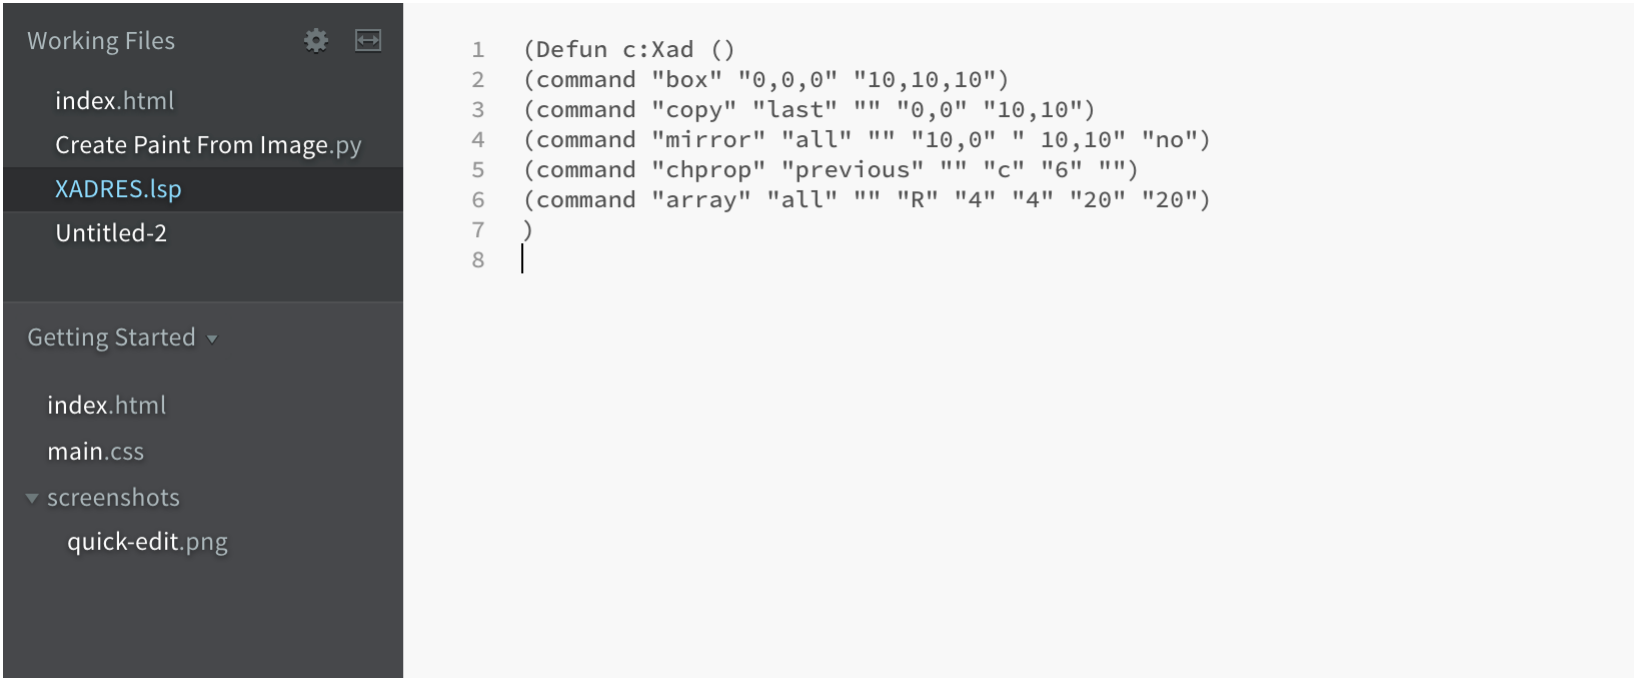 Working Files
index.html
Create Paint From Image.py
XADRES.lsp
Untitled-2
Getting Started
index.html
main.css
screenshots
quick-edit.png
1 (Defun c:Xad ()
2 (command "box" "0,0,0" "10,10,10")
3 (command "copy" "last" "" "0,0" "10,10")
4 (command "mirror" "all" "" "10,0" " 10,10" "no")
5 (command "chprop" "previous" "" "c" "6" "")
6 (command "array" "all" "" "R" "4" "4" "20" "20")
7 )
8